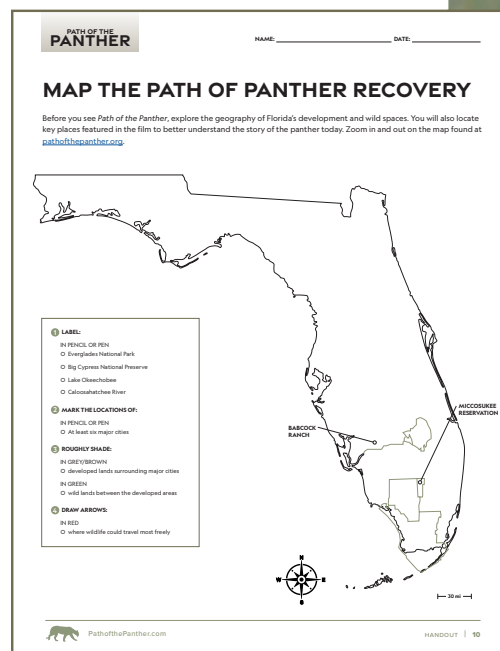 PATH OF THE
PANTHER
NAME: DATE:
MAP THE PATH OF PANTHER RECOVERY
Before you see Path of the Panther, explore the geography of Florida's development and wild spaces. You will also locate
key places featured in the film to better understand the story of the panther today. Zoom in and out on the map found at
pathofthepanther.org.
1 LABEL:
IN PENCIL OR PEN
Everglades National Park
Big Cypress National Preserve
Lake Okeechobee
Caloosahatchee River
2 MARK THE LOCATIONS OF:
IN PENCIL OR PEN
At least six major cities
3 ROUGHLY SHADE:
IN GREY/BROWN
developed lands surrounding major cities
IN GREEN
wild lands between the developed areas
4 DRAW ARROWS:
IN RED
where wildlife could travel most freely
BABCOCK
RANCH
MICCOSUKEE
RESERVATION
N
W E
S
30 mi
PathofthePanther.com
HANDOUT | 10